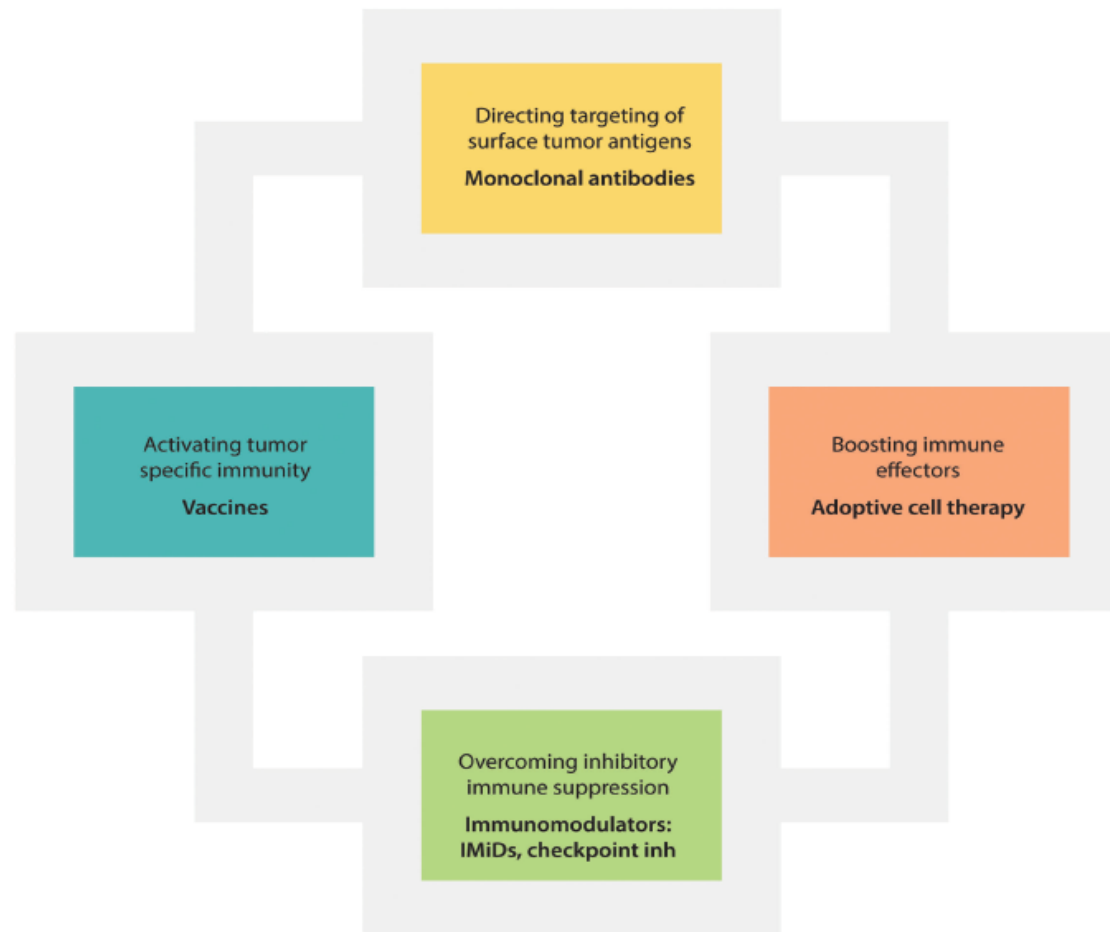 Directing targeting of
surface tumor antigens
Monoclonal antibodies
Activating tumor
specific immunity
Vaccines
Boosting immune
effectors
Adoptive cell therapy
Overcoming inhibitory
immune suppression
Immunomodulators:
IMiDs, checkpoint inh